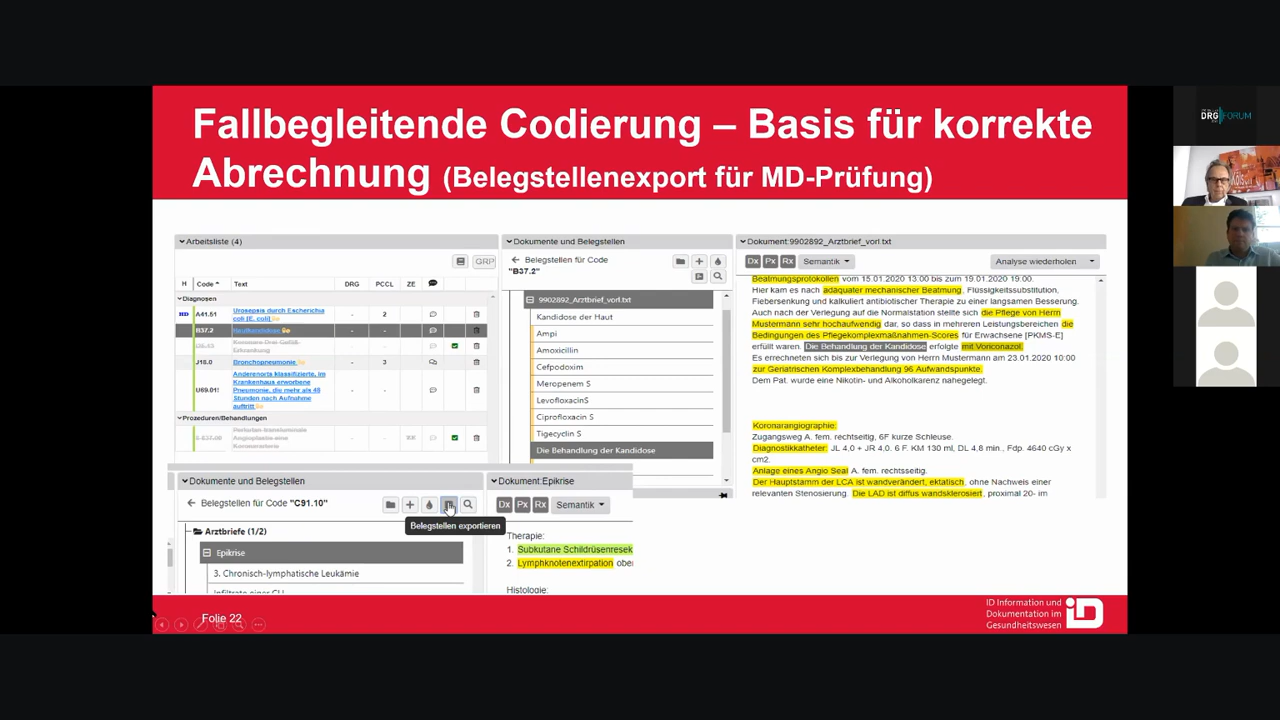 Fallbegleitende Codierung – Basis für korrekte
Abrechnung (Belegstellenexport für MD-Prüfung)
DRG FORUM
Arbeitsliste (4)
GRP
H Code Text DRG PCCL ZE
Diagnosen
HD A41.51 Urosepsis durch Escherichia coli [E. coli] - 2
B37.2 - -
J18.0 Bronchopneumonie - 3
U69.01! Anderenorts klassifizierte, im
Krankenhaus erworbene
Pneumonie, die mehr als 48
Stunden nach Aufnahme
auftritt - -
Prozeduren/Behandlungen
Dokumente und Belegstellen
Belegstellen für Code
"B37.2"
9902892_Arztbrief_vorl.txt
Kandidose der Haut
Ampi
Amoxicillin
Cefpodoxim
Meropenem S
LevofloxacinS
Ciprofloxacin S
Tigecyclin S
Die Behandlung der Kandidose
Dokument:9902892_Arztbrief_vorl.txt
Dx Px Rx Semantik Analyse wiederholen
Beatmungsprotokollen vom 15.01.2020 13:00 bis zum 19.01.2020 19:00.
Hier kam es nach adäquater mechanischer Beatmung, Flüssigkeitssubstitution,
Fiebersenkung und kalkuliert antibiotischer Therapie zu einer langsamen Besserung.
Auch nach der Verlegung auf die Normalstation stellte sich die Pflege von Herrn
Mustermann sehr hochaufwendig dar, so dass in mehreren Leistungsbereichen die
Bedingungen des Pflegekomplexmaßnahmen-Scores für Erwachsene [PKMS-E]
erfüllt waren. Die Behandlung der Kandidose erfolgte mit Voriconazol.
Es errechneten sich bis zur Verlegung von Herrn Mustermann am 23.01.2020 10:00
zur Geriatrischen Komplexbehandlung 96 Aufwandspunkte.
Dem Pat. wurde eine Nikotin- und Alkoholkarenz nahegelegt.
Koronarangiographie:
Zugangsweg A. fem. rechtseitig, 6F kurze Schleuse.
Diagnostikkatheter: JL 4,0 + JR 4,0. 6 F. KM 130 ml, DL 4,8 min., Fdp. 4640 cGy x
cm2.
Anlage eines Angio Seal A. fem. rechtsseitig.
Der Hauptstamm der LCA ist wandverändert, ektatisch, ohne Nachweis einer
relevanten Stenosierung. Die LAD ist diffus wandsklerosiert, proximal 20- im
Dokumente und Belegstellen
Belegstellen für Code "C91.10"
Belegstellen exportieren
Arztbriefe (1/2)
Epikrise
3. Chronisch-lymphatische Leukämie
Dokument:Epikrise
Dx Px Rx Semantik
Therapie:
1. Subkutane Schildrüsenresek
2. Lymphknotenextirpation ober
Histologie:
Folie 22
ID Information und
Dokumentation im
Gesundheitswesen
iD